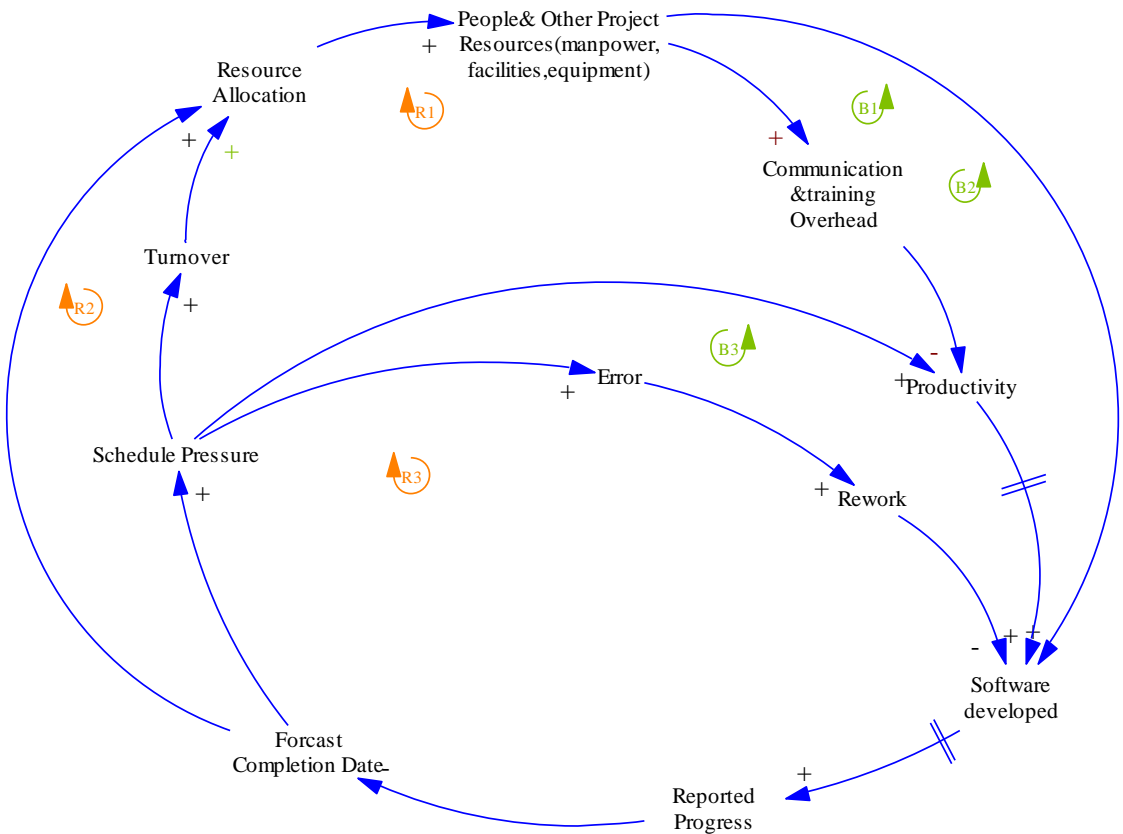 People& Other Project
Resources(manpower,
facilities,equipment)
+
Resource
Allocation
R1
B1
+
+
+
Communication
&training
Overhead
B2
Turnover
+
R2
B3
-
+
Productivity
Error
+
Schedule Pressure
+
R3
+
Rework
-
+
+
Software
developed
Forcast
Completion Date
-
+
Reported
Progress